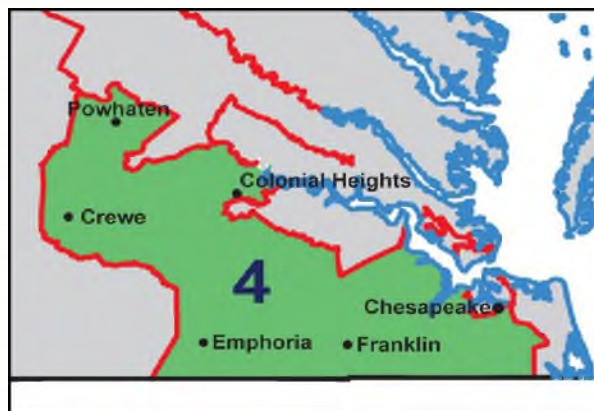 Powhaten
Colonial Heights
Crewe
4
Chesapeake
Emphoria
Franklin